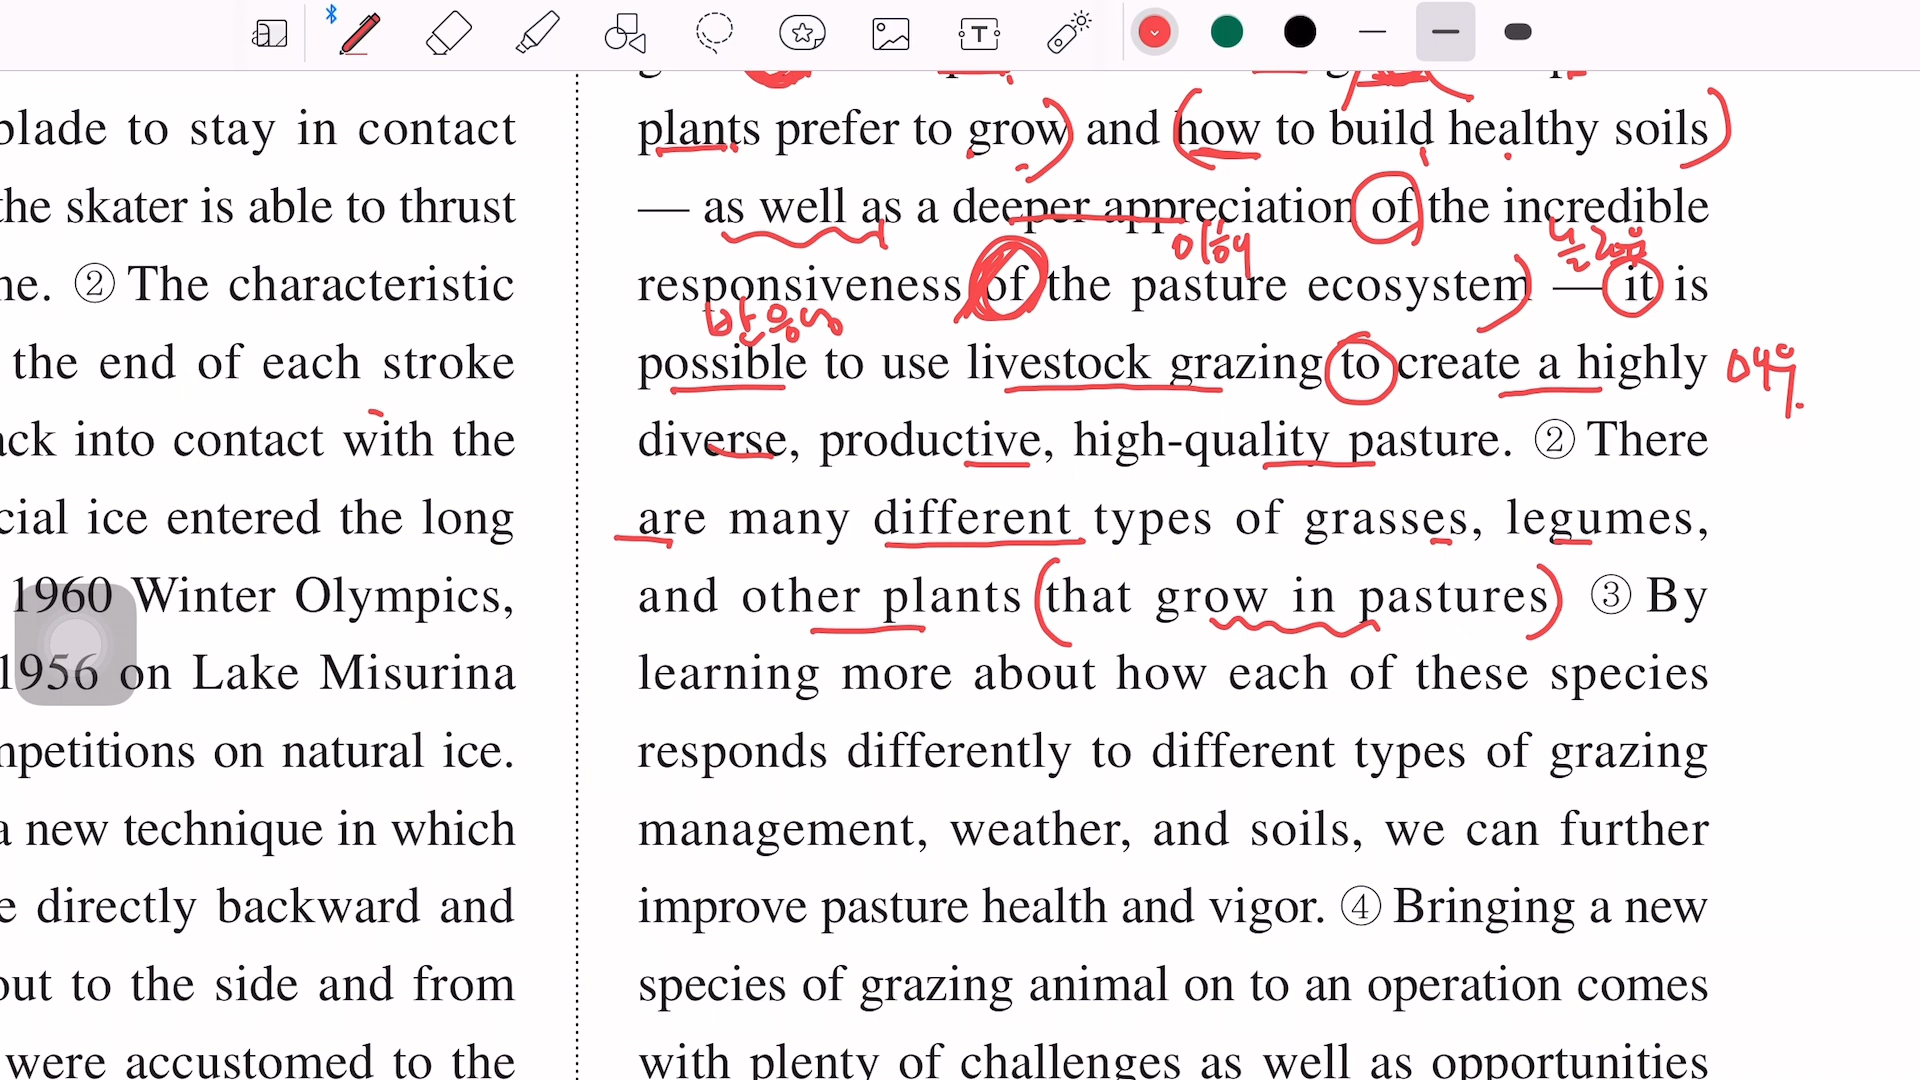 blade to stay in contact
the skater is able to thrust
ne. ② The characteristic
the end of each stroke
ack into contact with the
cial ice entered the long
1960 Winter Olympics,
1956 on Lake Misurina
mpetitions on natural ice.
a new technique in which
e directly backward and
out to the side and from
were accustomed to the
plants prefer to grow and how to build healthy soils
— as well as a deeper appreciation of the incredible
이해
responsiveness of the pasture ecosystem — it is
반응성
possible to use livestock grazing to create a highly
diverse, productive, high-quality pasture. ② There
are many different types of grasses, legumes,
and other plants that grow in pastures ③ By
learning more about how each of these species
responds differently to different types of grazing
management, weather, and soils, we can further
improve pasture health and vigor. ④ Bringing a new
species of grazing animal on to an operation comes
with plenty of challenges as well as opportunities